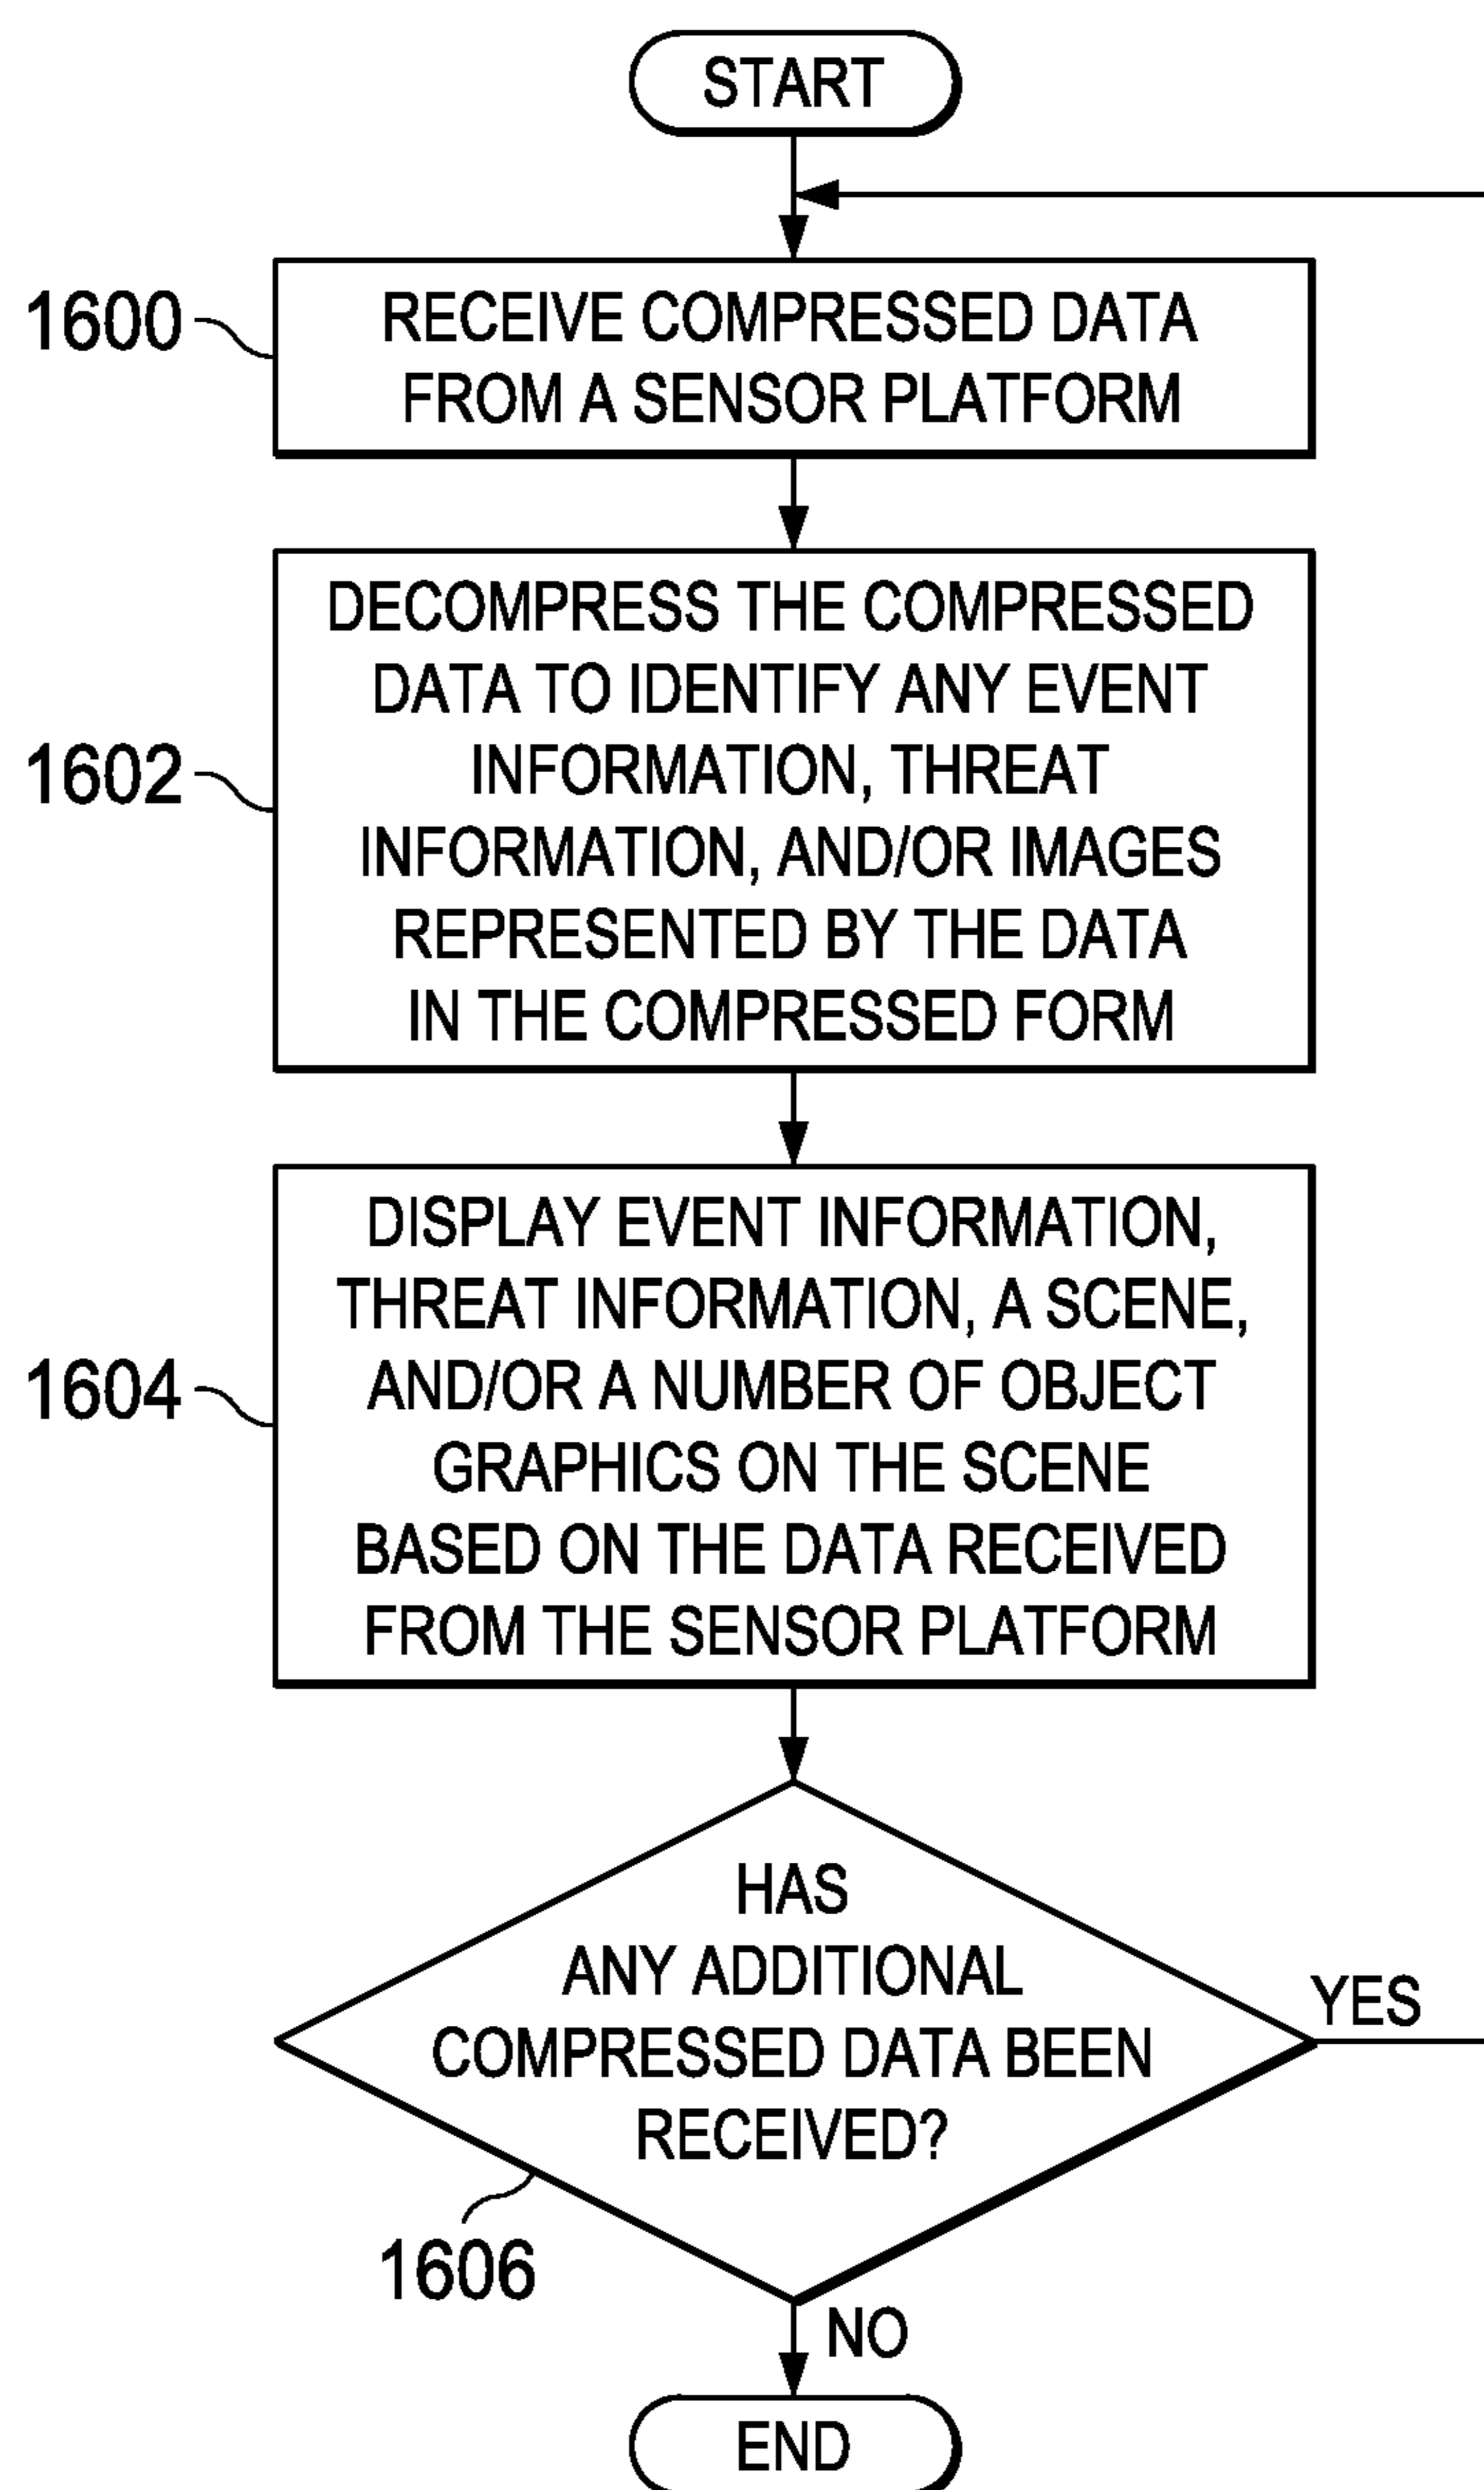 START
1600
RECEIVE COMPRESSED DATA
FROM A SENSOR PLATFORM
1602
DECOMPRESS THE COMPRESSED
DATA TO IDENTIFY ANY EVENT
INFORMATION, THREAT
INFORMATION, AND/OR IMAGES
REPRESENTED BY THE DATA
IN THE COMPRESSED FORM
1604
DISPLAY EVENT INFORMATION,
THREAT INFORMATION, A SCENE,
AND/OR A NUMBER OF OBJECT
GRAPHICS ON THE SCENE
BASED ON THE DATA RECEIVED
FROM THE SENSOR PLATFORM
HAS
ANY ADDITIONAL
COMPRESSED DATA BEEN
RECEIVED?
YES
1606
NO
END